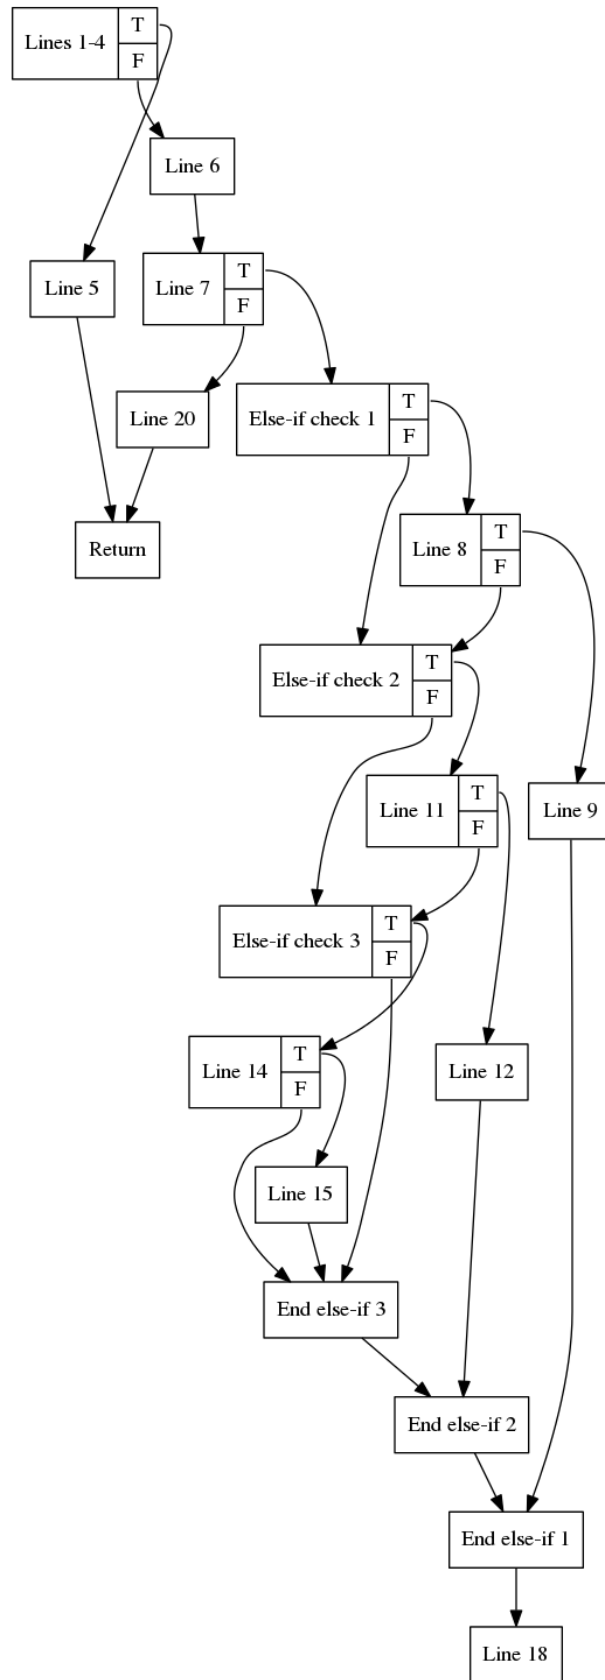 Lines 1-4
T
F
Line 6
Line 5
Line 7
T
F
Line 20
Else-if check 1
T
F
Return
Line 8
T
F
Else-if check 2
T
F
Line 11
T
F
Line 9
Else-if check 3
T
F
Line 14
T
F
Line 12
Line 15
End else-if 3
End else-if 2
End else-if 1
Line 18